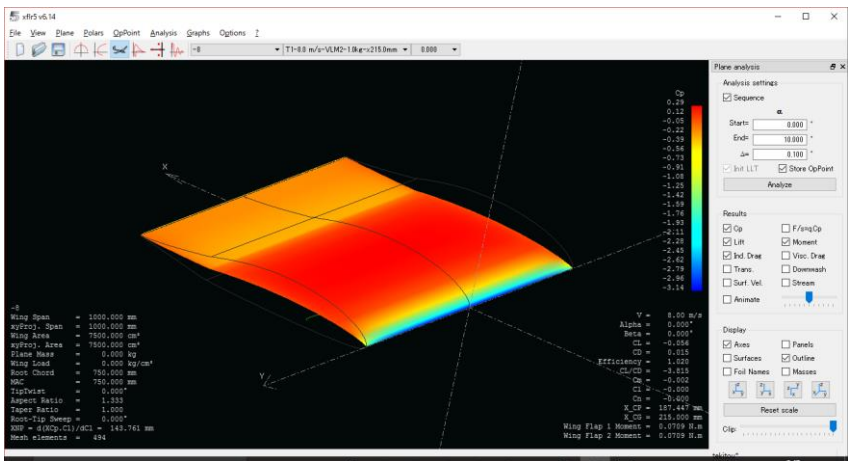 xflr5 v6.14
File View Plane Polars OpPoint Analysis Graphs Options ?
-8 T1-8.0 m/s-VLM2-1.0kg-x215.0mm 0.000
Plane analysis
Analysis settings
Sequence
α
Start= 0.000 °
End= 10.000 °
Δ= 0.100 °
Init LLT Store OpPoint
Analyze
Results
Cp F/s=qCp
Lift Moment
Ind. Drag Visc. Drag
Trans. Downwash
Surf. Vel. Stream
Animate
Display
Axes Panels
Surfaces Outline
Foil Names Masses
Reset scale
Clip:
Cp
0.29
0.12
-0.05
-0.22
-0.39
-0.56
-0.73
-0.91
-1.08
-1.25
-1.42
-1.59
-1.76
-1.93
-2.11
-2.28
-2.45
-2.62
-2.79
-2.96
-3.14
X
Y
-8
Wing Span = 1000.000 mm
xyProj. Span = 1000.000 mm
Wing Area = 7500.000 cm²
xyProj. Area = 7500.000 cm²
Plane Mass = 0.000 kg
Wing Load = 0.000 kg/cm²
Root Chord = 750.000 mm
MAC = 750.000 mm
TipTwist = 0.000°
Aspect Ratio = 1.333
Taper Ratio = 1.000
Root-Tip Sweep = 0.000°
XNP = d(XCp.Cl)/dCl = 143.761 mm
Mesh elements = 494
V = 8.00 m/s
Alpha = 0.000°
Beta = 0.000°
CL = -0.056
CD = 0.015
Efficiency = 1.020
CL/CD = -3.815
Cm = -0.002
Cl = -0.000
Cn = -0.000
X_CP = 187.447 mm
X_CG = 215.000 mm
Wing Flap 1 Moment = 0.0709 N.m
Wing Flap 2 Moment = 0.0709 N.m